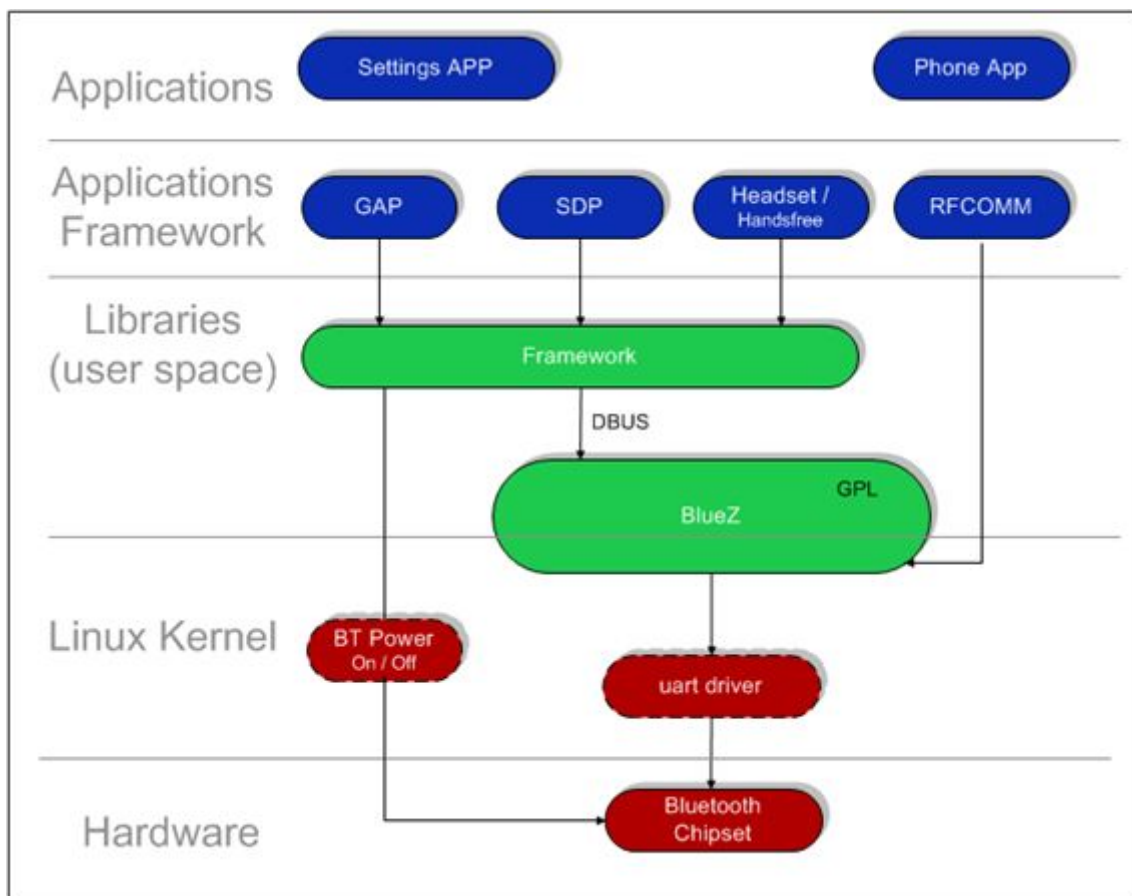 Applications
Settings APP
Phone App
Applications
Framework
GAP
SDP
Headset /
Handsfree
RFCOMM
Libraries
(user space)
Framework
DBUS
GPL
BlueZ
Linux Kernel
BT Power
On / Off
uart driver
Hardware
Bluetooth
Chipset